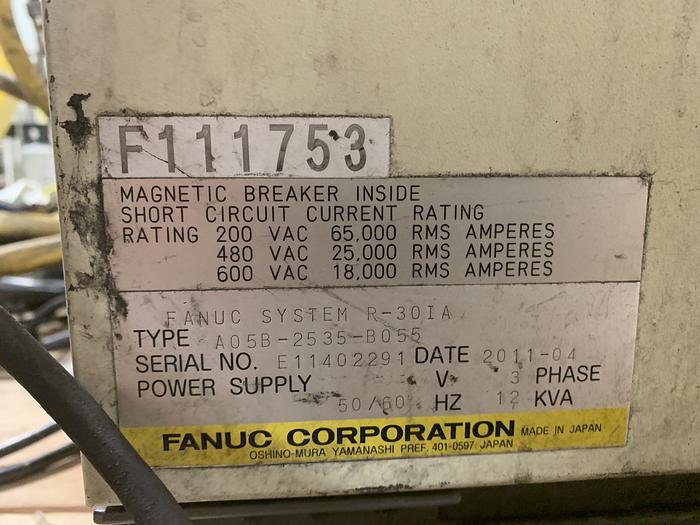 F111753
MAGNETIC BREAKER INSIDE
SHORT CIRCUIT CURRENT RATING
RATING 200 VAC 65,000 RMS AMPERES
480 VAC 25,000 RMS AMPERES
600 VAC 18,000 RMS AMPERES
FANUC SYSTEM R-30IA
TYPE A05B-2535-B055
SERIAL NO. E11402291 DATE 2011-04
POWER SUPPLY V 3 PHASE
50/60 HZ 12 KVA
FANUC CORPORATION MADE IN JAPAN
OSHINO-MURA YAMANASHI PREF. 401-0597 JAPAN